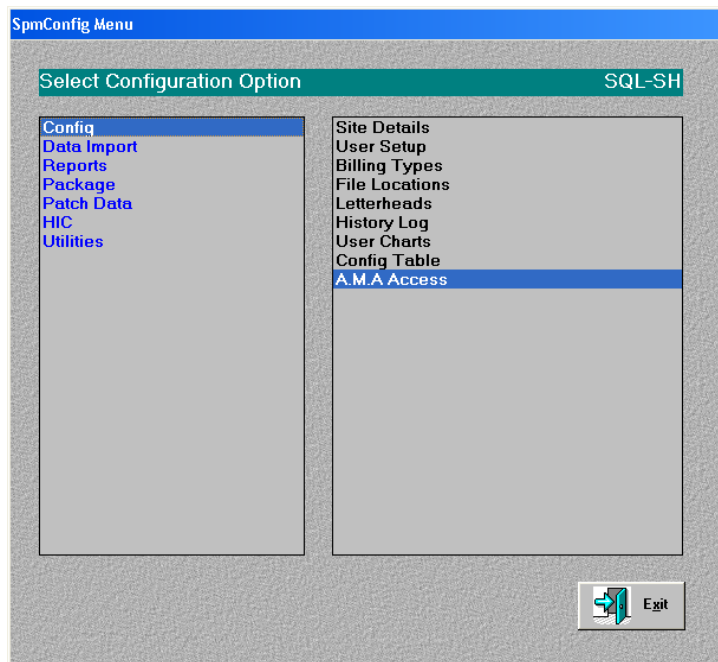 SpmConfig Menu
Select Configuration Option SQL-SH
Config
Data Import
Reports
Package
Patch Data
HIC
Utilities
Site Details
User Setup
Billing Types
File Locations
Letterheads
History Log
User Charts
Config Table
A.M.A Access
Exit